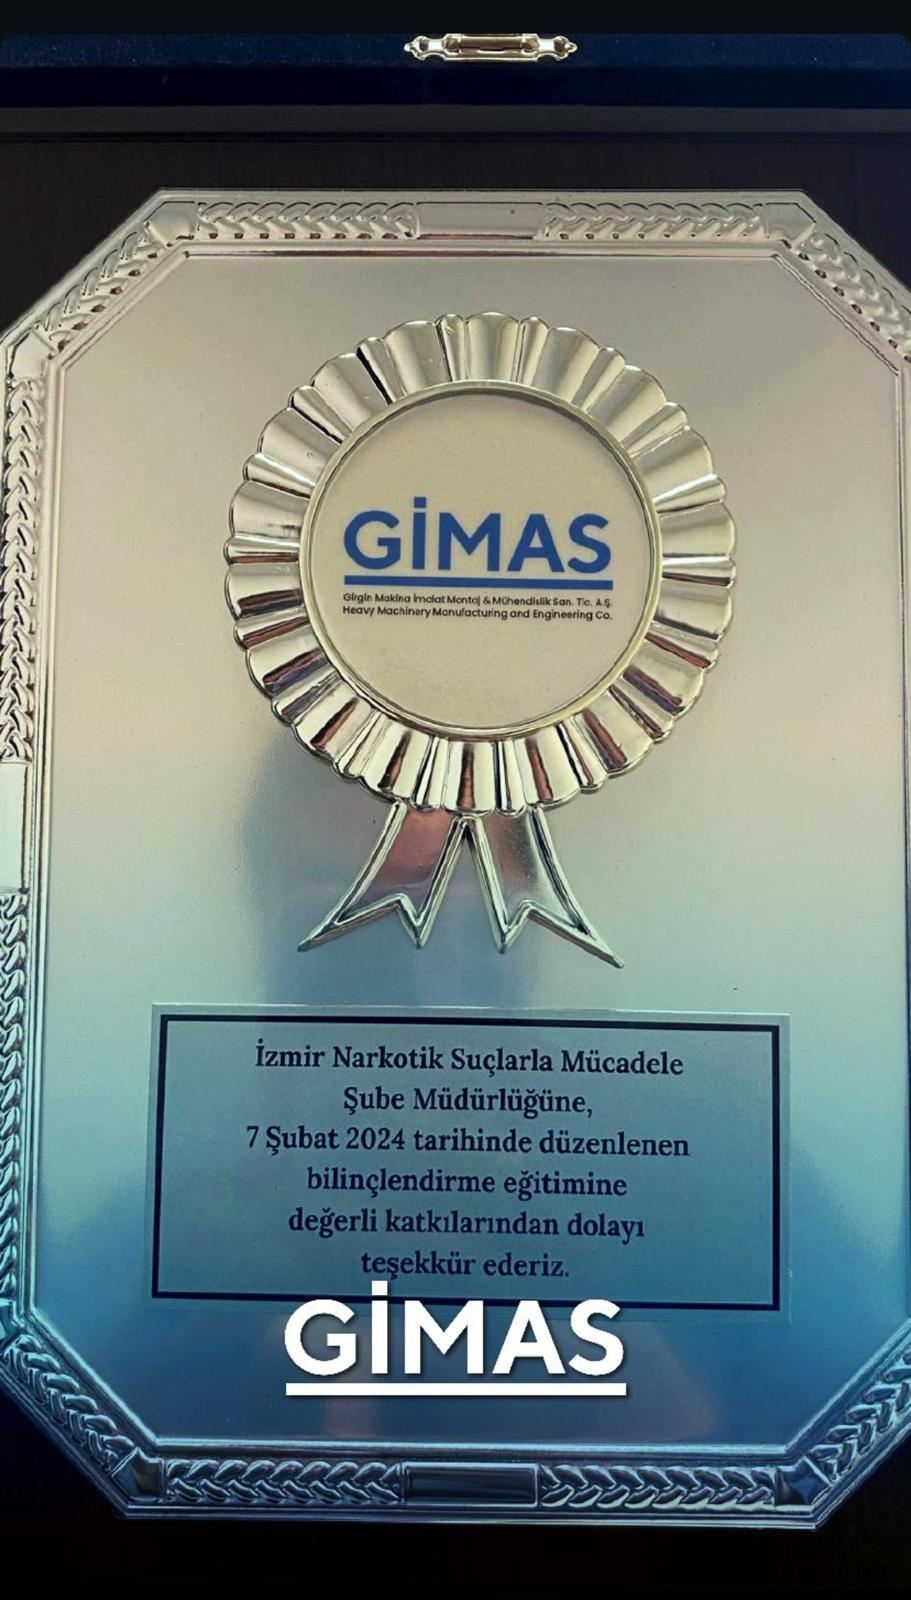 GİMAS
Girgin Makina İmalat Montaj & Mühendislik San. Tic. A.Ş.
Heavy Machinery Manufacturing and Engineering Co.
İzmir Narkotik Suçlarla Mücadele
Şube Müdürlüğüne,
7 Şubat 2024 tarihinde düzenlenen
bilinçlendirme eğitimine
değerli katkılarından dolayı
teşekkür ederiz.
GİMAS